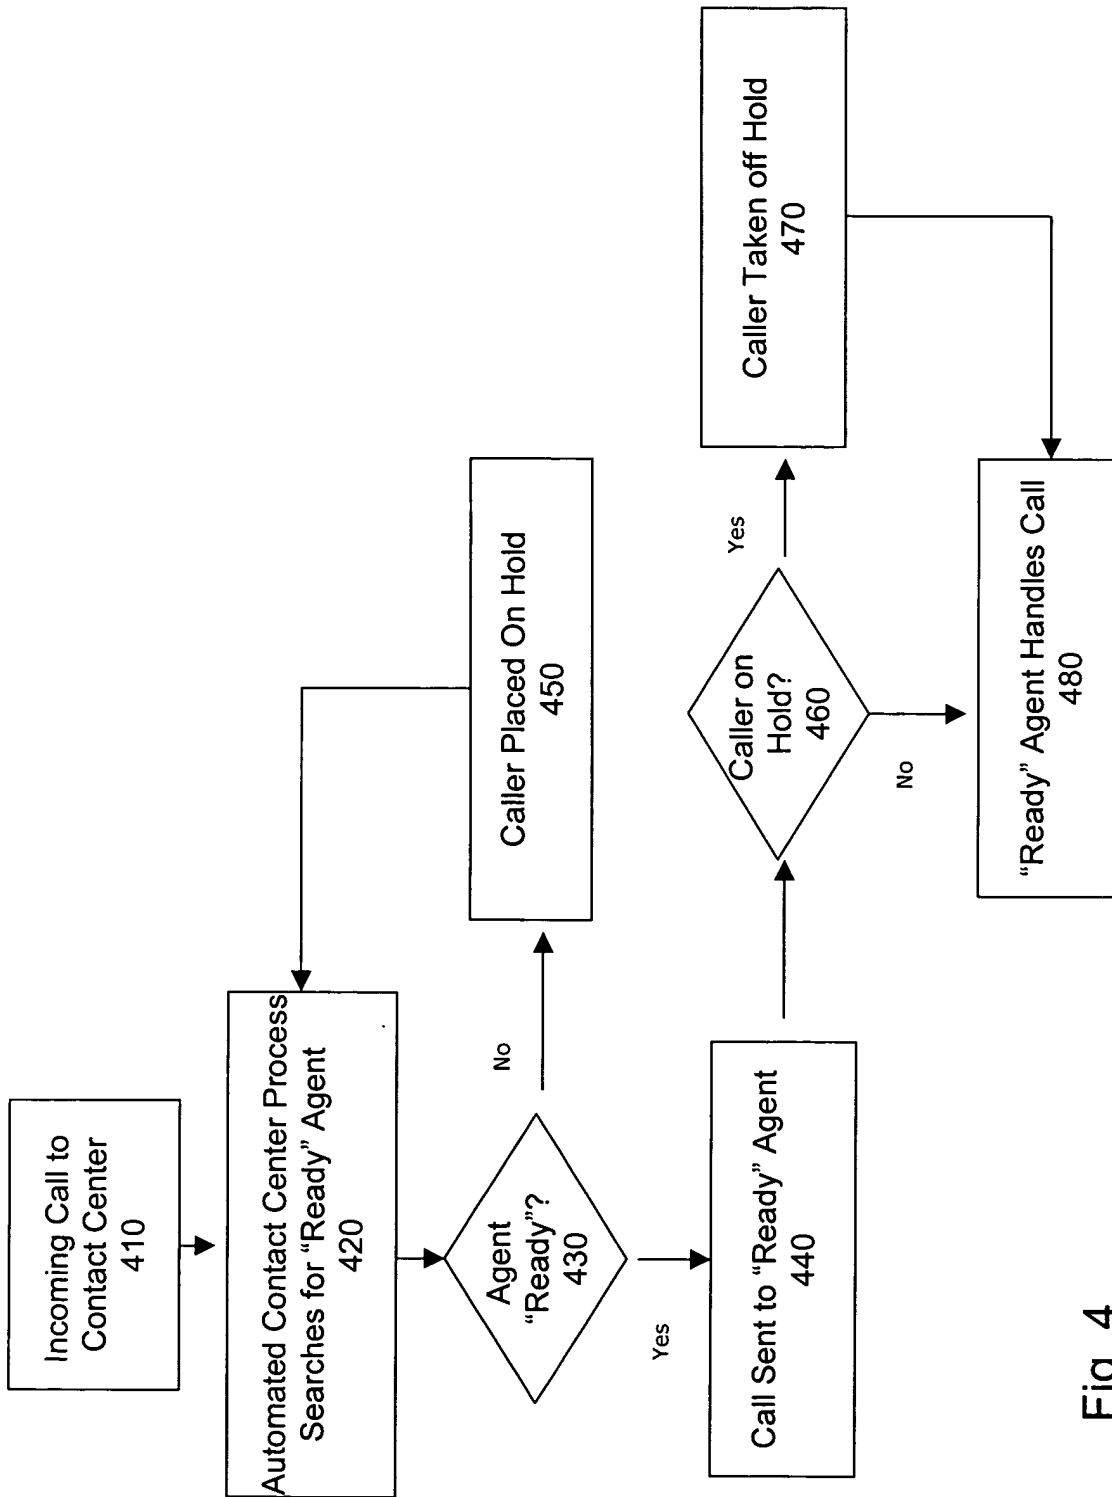 Incoming Call to
Contact Center
410
Automated Contact Center Process
Searches for “Ready” Agent
420
Agent
“Ready”?
430
No
Caller Placed On Hold
450
Yes
Call Sent to “Ready” Agent
440
Caller on
Hold?
460
Yes
Caller Taken off Hold
470
No
“Ready” Agent Handles Call
480
Fig. 4